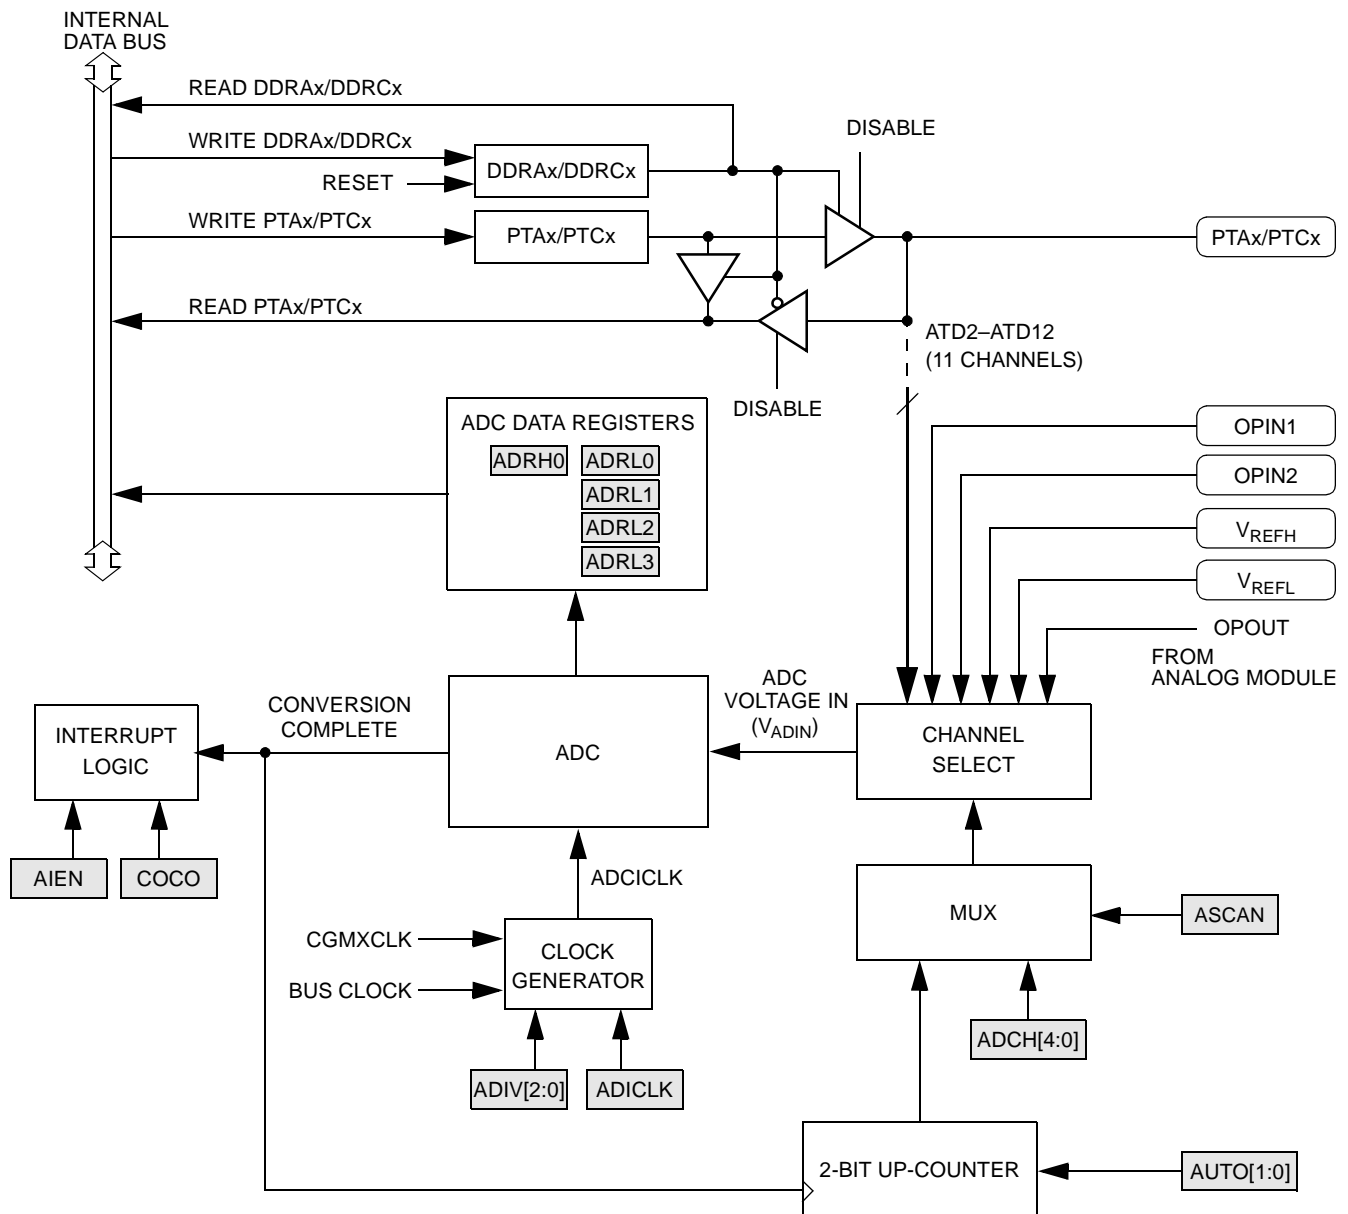 INTERNAL
DATA BUS
READ DDRAx/DDRCx
WRITE DDRAx/DDRCx
RESET
DDRAx/DDRCx
DISABLE
WRITE PTAx/PTCx
PTAx/PTCx
PTAx/PTCx
READ PTAx/PTCx
DISABLE
ATD2–ATD12
(11 CHANNELS)
ADC DATA REGISTERS
ADRH0
ADRL0
ADRL1
ADRL2
ADRL3
OPIN1
OPIN2
VREFH
VREFL
OPOUT
FROM
ANALOG MODULE
INTERRUPT
LOGIC
CONVERSION
COMPLETE
ADC
ADC
VOLTAGE IN
(VADIN)
CHANNEL
SELECT
AIEN
COCO
ADCICLK
MUX
ASCAN
CGMXCLK
BUS CLOCK
CLOCK
GENERATOR
ADIV[2:0]
ADICLK
ADCH[4:0]
2-BIT UP-COUNTER
AUTO[1:0]